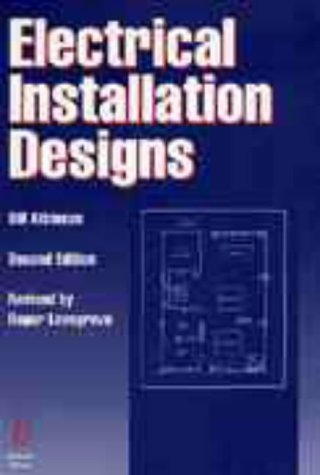 Electrical
Installation
Designs
Bill Atkinson
Second Edition
Revised by
Roger Lovegrove